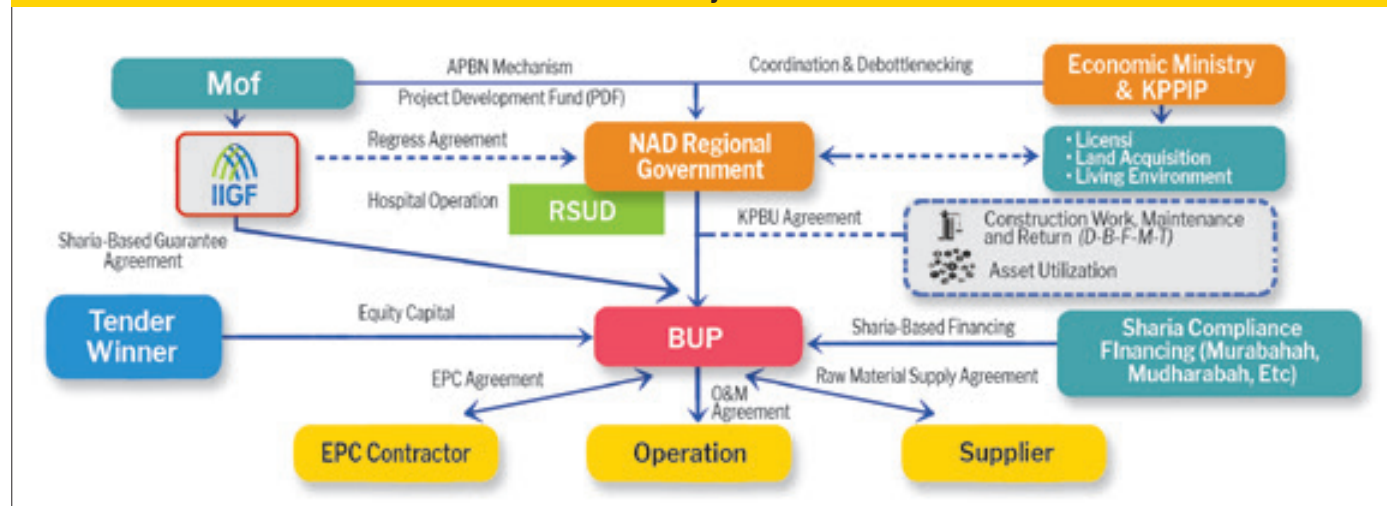 Mof
APBN Mechanism
Project Development Fund (PDF)
Coordination & Debottlenecking
Economic Ministry
& KPPIP
IIGF
Regress Agreement
NAD Regional
Government
• Licensi
• Land Acquisition
• Living Environment
Hospital Operation
RSUD
KPBU Agreement
Construction Work, Maintenance
and Return (D-B-F-M-T)
Asset Utilization
Sharia-Based Guarantee
Agreement
Tender
Winner
Equity Capital
BUP
Sharia-Based Financing
Sharia Compliance
FInancing (Murabahah,
Mudharabah, Etc)
EPC Agreement
O&M
Agreement
Raw Material Supply Agreement
EPC Contractor
Operation
Supplier